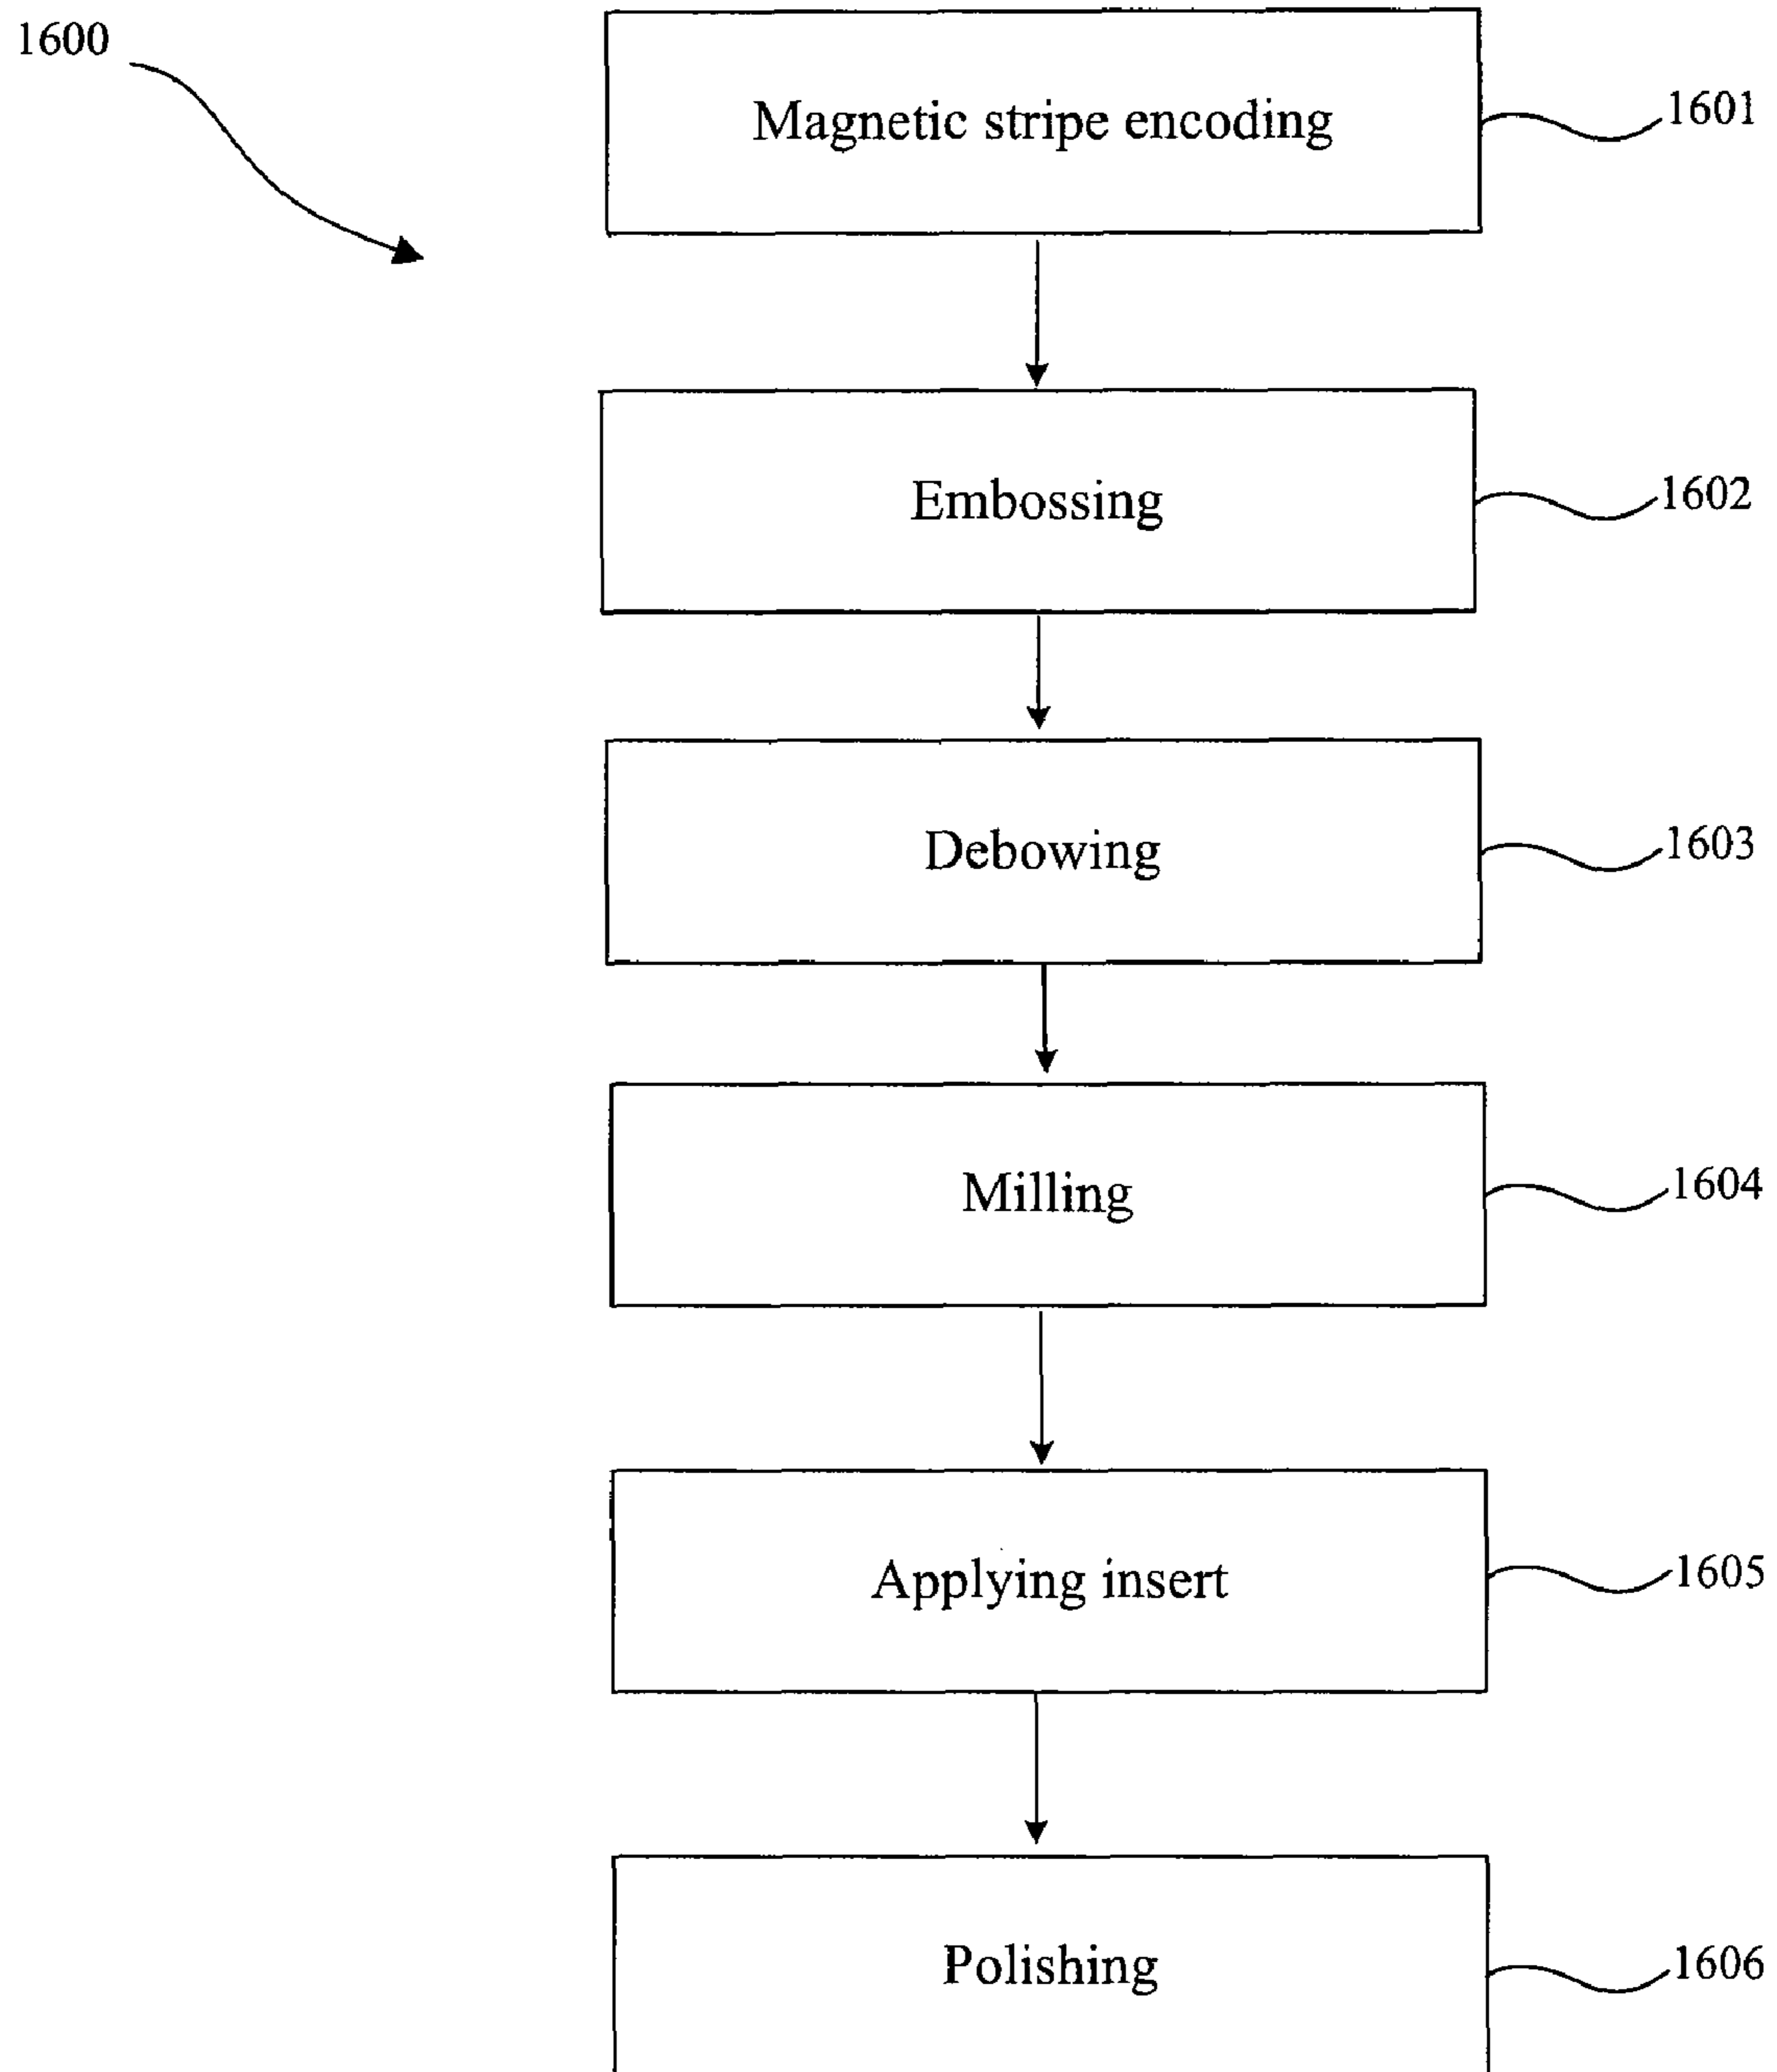 1600
Magnetic stripe encoding
1601
Embossing
1602
Debowing
1603
Milling
1604
Applying insert
1605
Polishing
1606